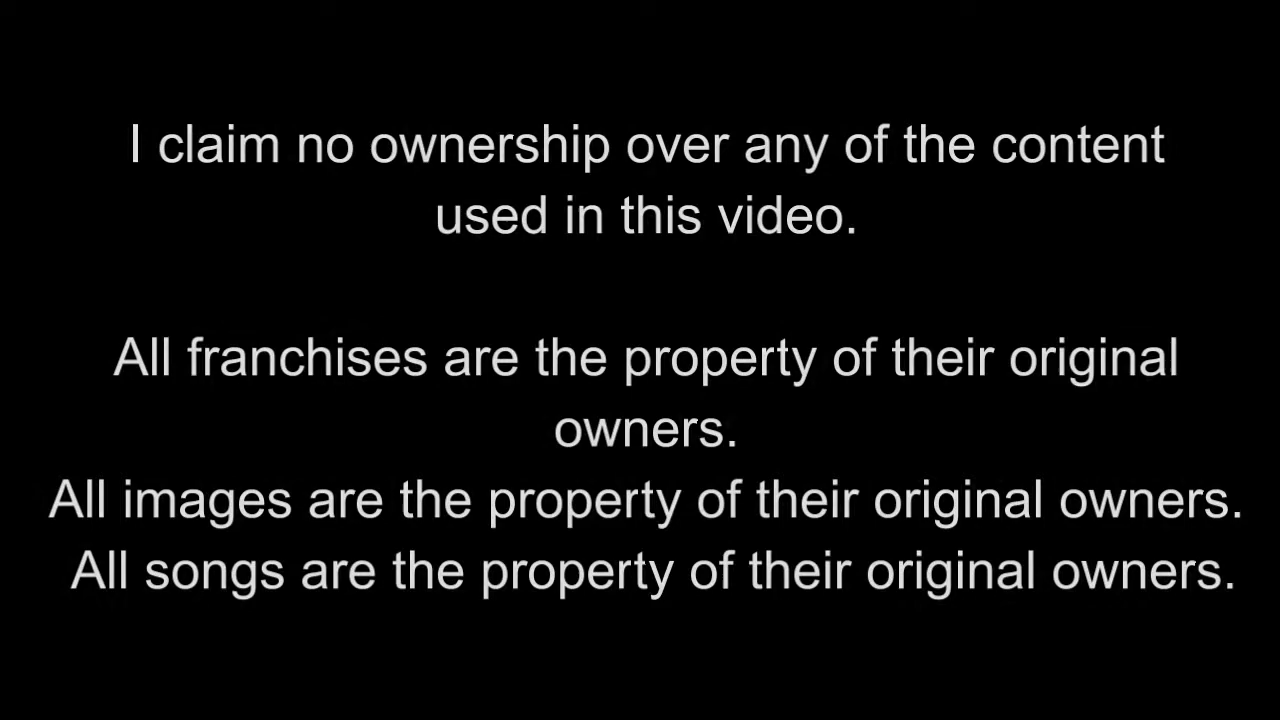 I claim no ownership over any of the content
used in this video.
All franchises are the property of their original
owners.
All images are the property of their original owners.
All songs are the property of their original owners.